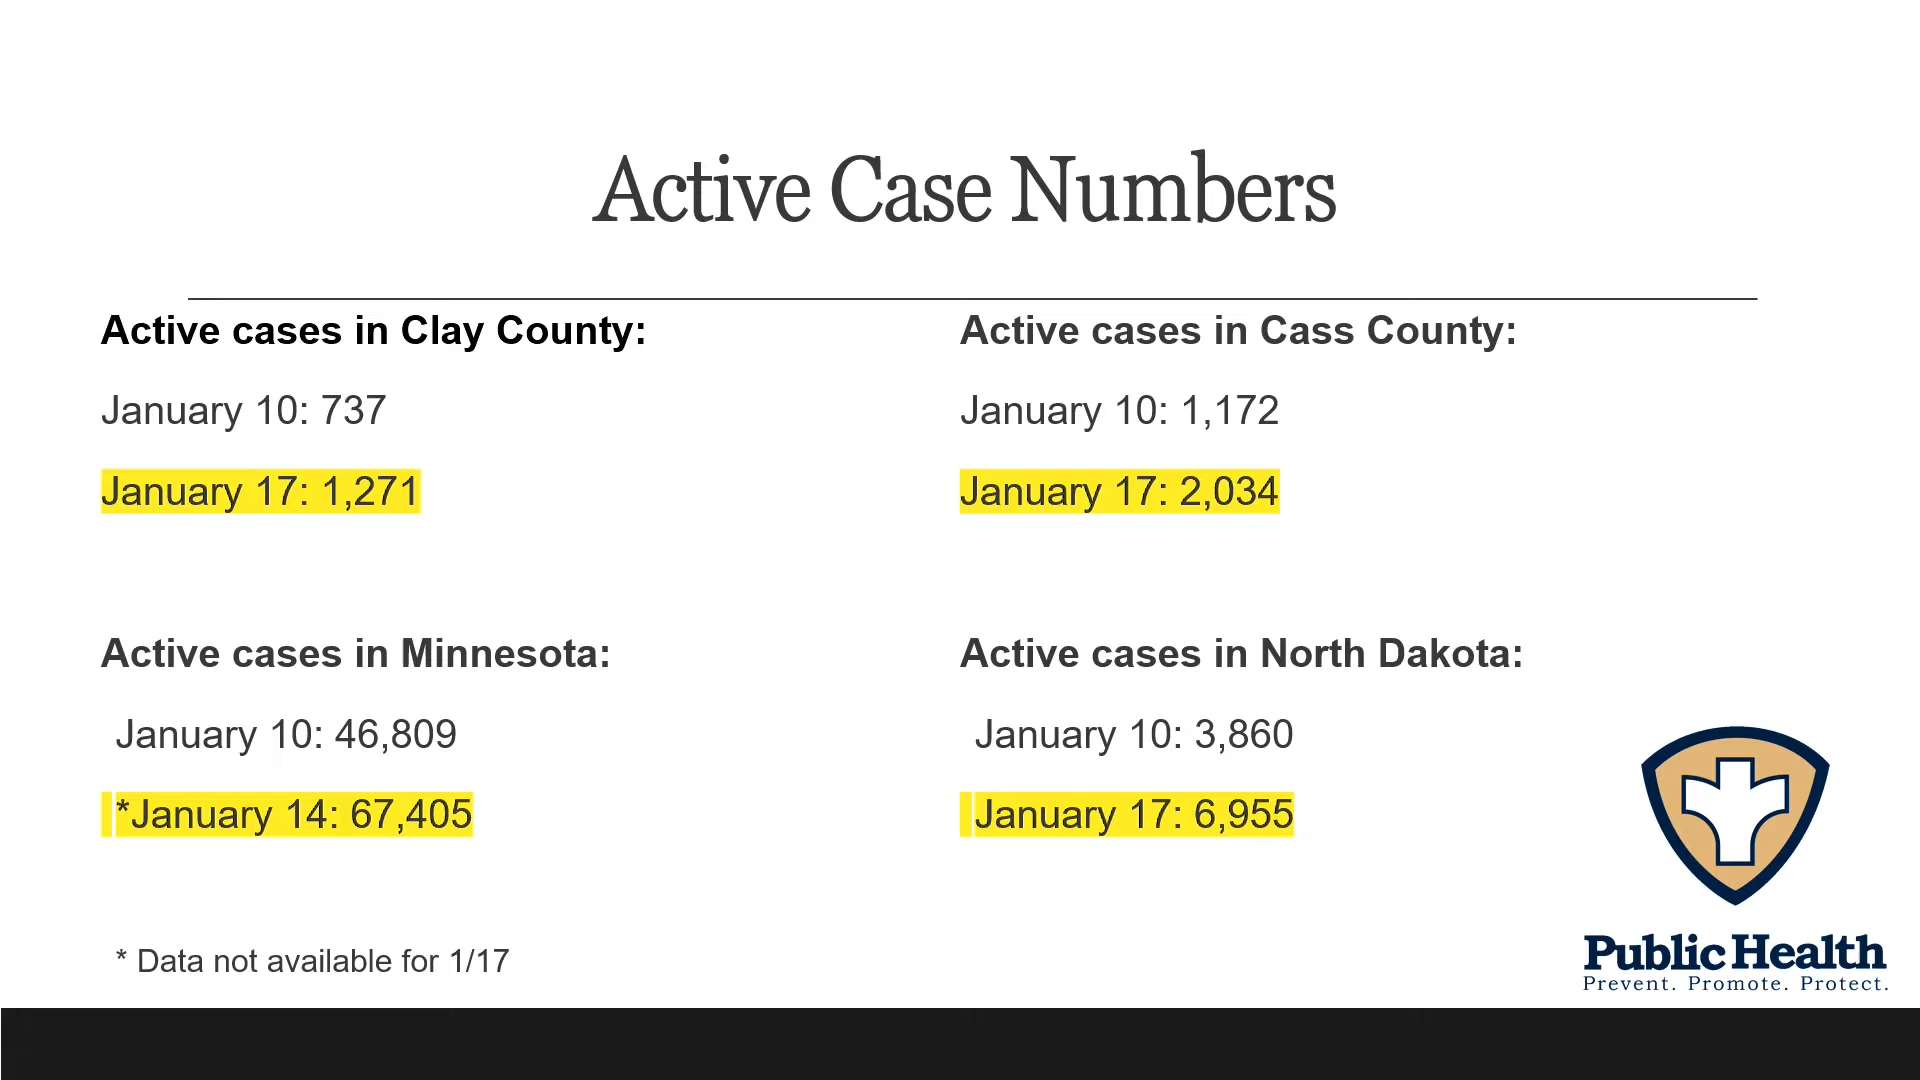 Active Case Numbers
Active cases in Clay County:
January 10: 737
January 17: 1,271
Active cases in Cass County:
January 10: 1,172
January 17: 2,034
Active cases in Minnesota:
January 10: 46,809
*January 14: 67,405
* Data not available for 1/17
Active cases in North Dakota:
January 10: 3,860
January 17: 6,955
Public Health
Prevent. Promote. Protect.